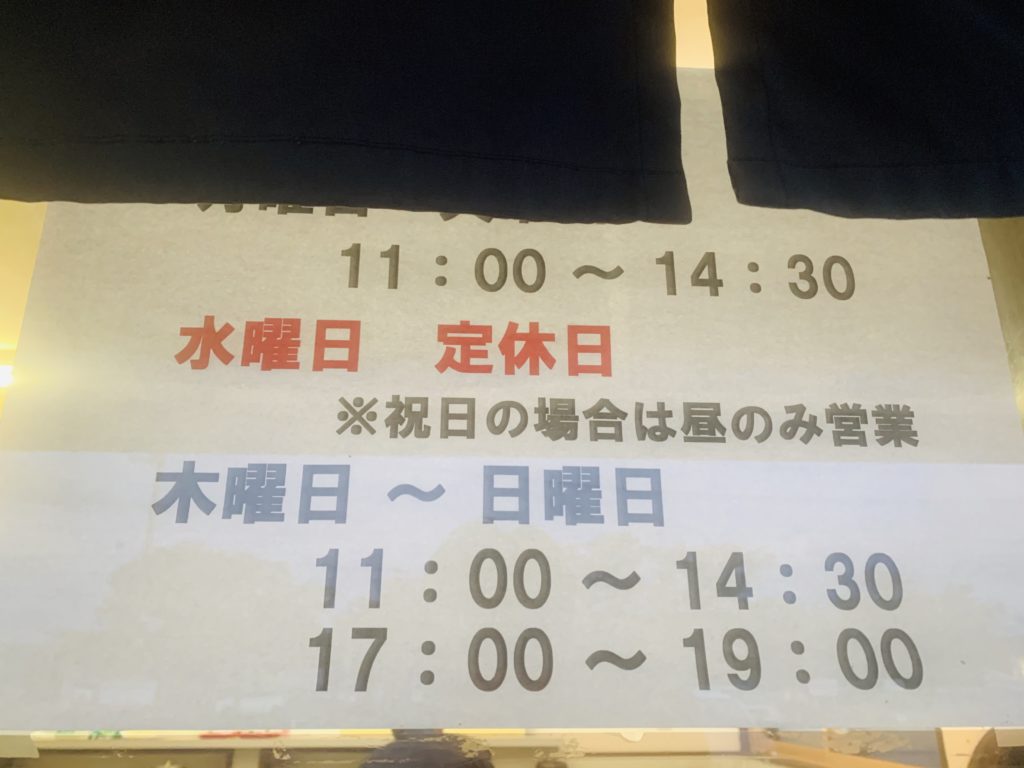 11：00 ～ 14：30
水曜日　定休日
※祝日の場合は昼のみ営業
木曜日 ～ 日曜日
11：00 ～ 14：30
17：00 ～ 19：00